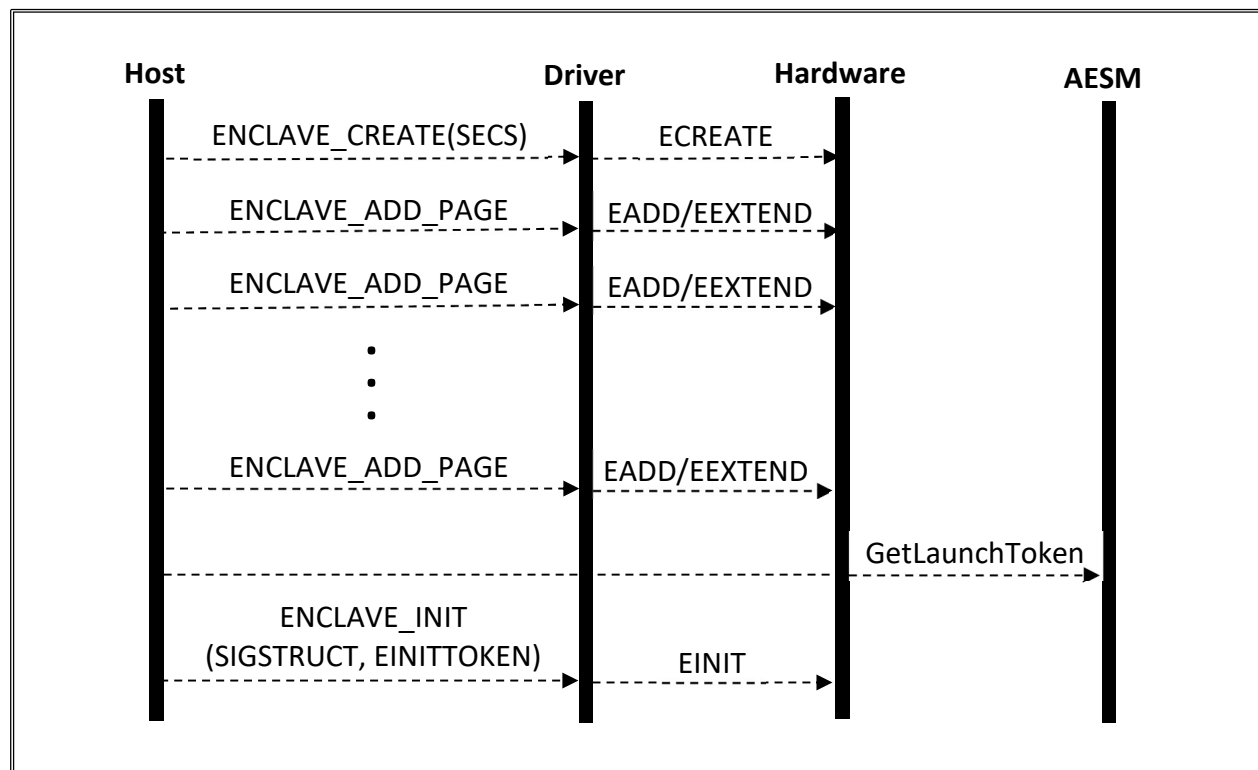 Host Driver Hardware AESM
ENCLAVE_CREATE(SECS) ECREATE
ENCLAVE_ADD_PAGE EADD/EEXTEND
ENCLAVE_ADD_PAGE EADD/EEXTEND
ENCLAVE_ADD_PAGE EADD/EEXTEND
GetLaunchToken
ENCLAVE_INIT
(SIGSTRUCT, EINITTOKEN) EINIT